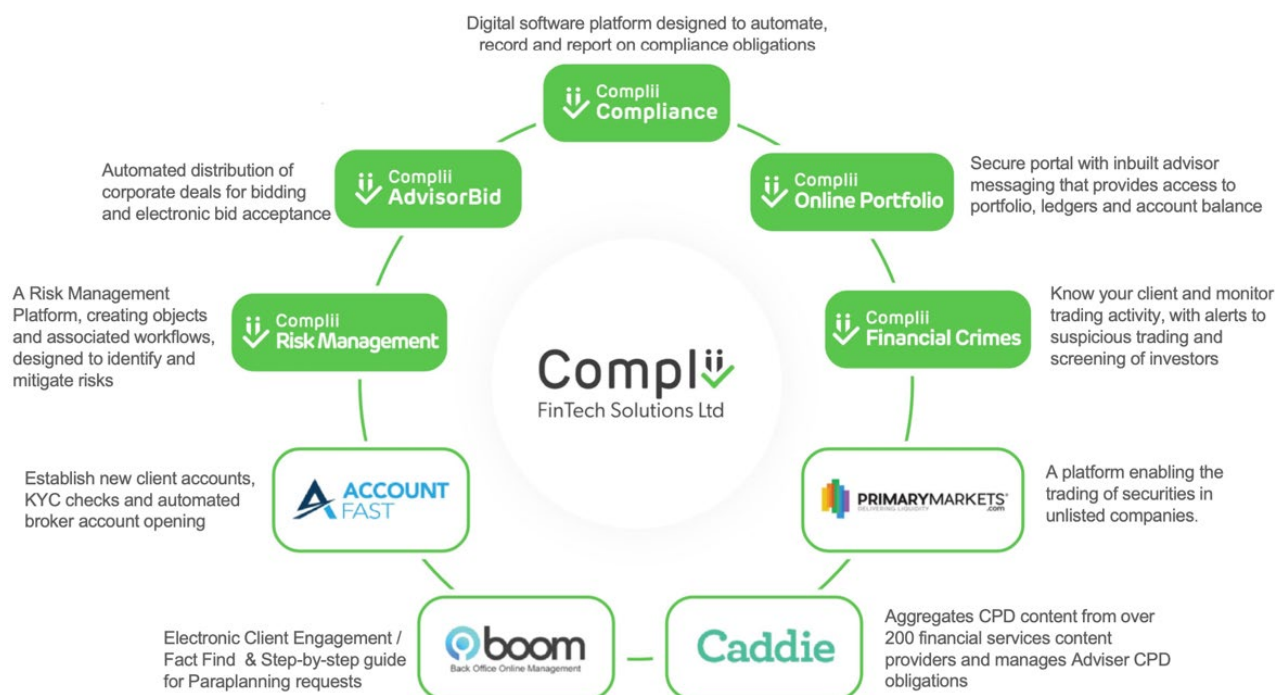 Digital software platform designed to automate,
record and report on compliance obligations
Complii
Compliance
Automated distribution of
corporate deals for bidding
and electronic bid acceptance
Complii
AdvisorBid
Complii
Online Portfolio
Secure portal with inbuilt advisor
messaging that provides access to
portfolio, ledgers and account balance
A Risk Management
Platform, creating objects
and associated workflows,
designed to identify and
mitigate risks
Complii
Risk Management
Complii
Financial Crimes
Know your client and monitor
trading activity, with alerts to
suspicious trading and
screening of investors
Complii
FinTech Solutions Ltd
Establish new client accounts,
KYC checks and automated
broker account opening
ACCOUNT
FAST
PRIMARYMARKETS®
DELIVERING LIQUIDITY .com
A platform enabling the
trading of securities in
unlisted companies.
Electronic Client Engagement /
Fact Find & Step-by-step guide
for Paraplanning requests
boom
Back Office Online Management
Caddie
Aggregates CPD content from over
200 financial services content
providers and manages Adviser CPD
obligations